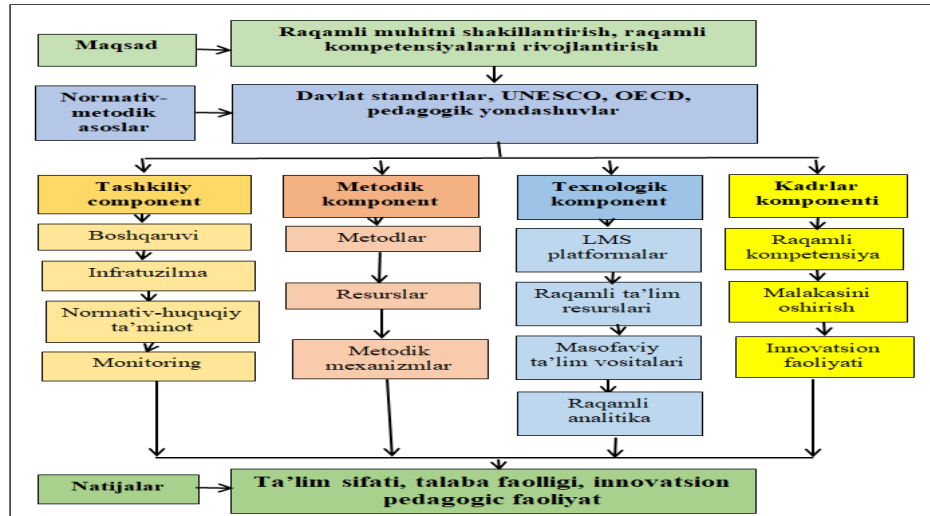 Maqsad
Raqamli muhitni shakillantirish, raqamli
kompetensiyalarni rivojlantirish
Normativ-
metodik
asoslar
Davlat standartlar, UNESCO, OECD,
pedagogik yondashuvlar
Tashkiliy
component
Boshqaruvi
Infratuzilma
Normativ-huquqiy
ta’minot
Monitoring
Metodik
komponent
Metodlar
Resurslar
Metodik
mexanizmlar
Texnologik
komponent
LMS
platformalar
Raqamli ta’lim
resurslari
Masofaviy
ta’lim vositalari
Raqamli
analitika
Kadrlar
komponenti
Raqamli
kompetensiya
Malakasini
oshirish
Innovatsion
faoliyati
Natijalar
Ta’lim sifati, talaba faolligi, innovatsion
pedagogic faoliyat